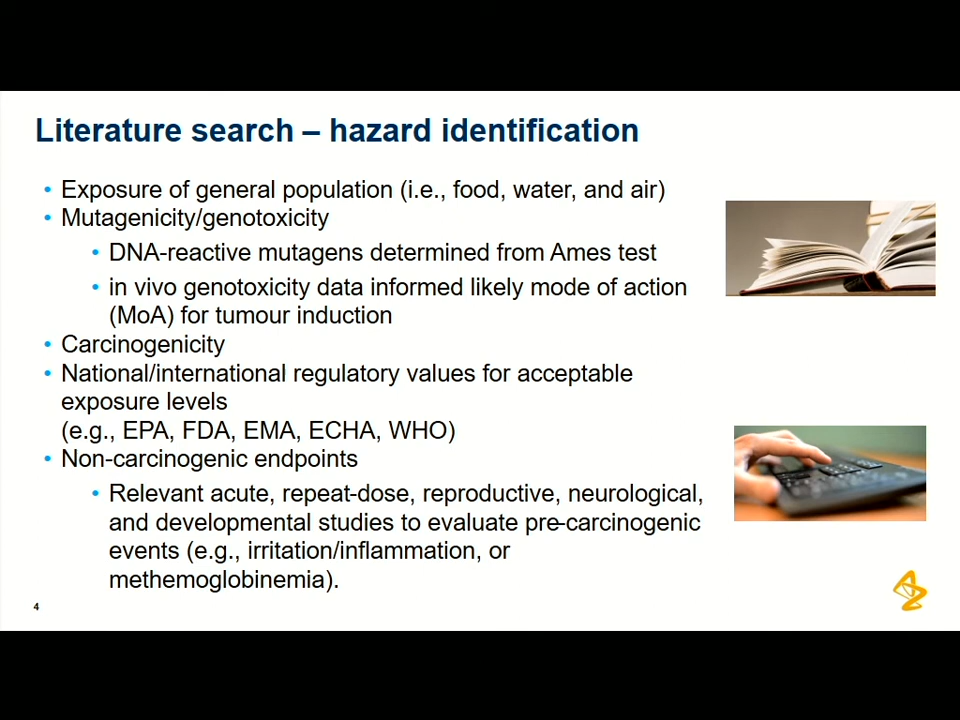 Literature search – hazard identification
• Exposure of general population (i.e., food, water, and air)
• Mutagenicity/genotoxicity
• DNA-reactive mutagens determined from Ames test
• in vivo genotoxicity data informed likely mode of action
(MoA) for tumour induction
• Carcinogenicity
• National/international regulatory values for acceptable
exposure levels
(e.g., EPA, FDA, EMA, ECHA, WHO)
• Non-carcinogenic endpoints
• Relevant acute, repeat-dose, reproductive, neurological,
and developmental studies to evaluate pre-carcinogenic
events (e.g., irritation/inflammation, or
methemoglobinemia).
4